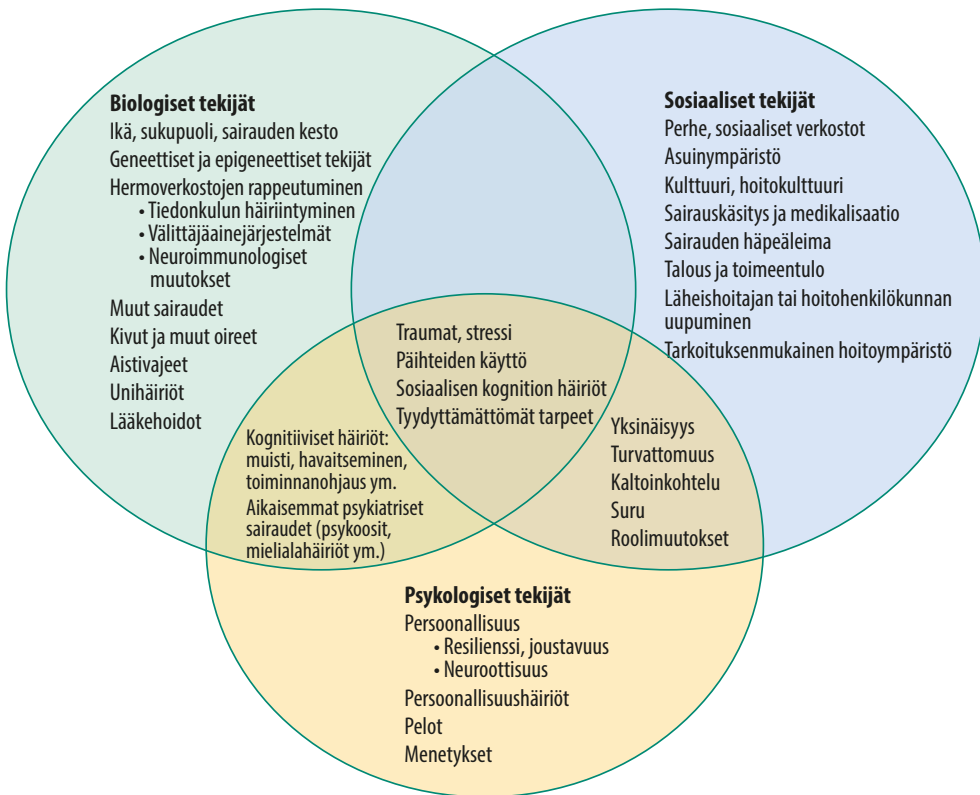 Biologiset tekijät
Ikä, sukupuoli, sairauden kesto
Geneettiset ja epigeneettiset tekijät
Hermoverkostojen rappeutuminen
• Tiedonkulun häiriintyminen
• Välittäjäainejärjestelmät
• Neuroimmunologiset
muutokset
Muut sairaudet
Kivut ja muut oireet
Aistivajeet
Unihäiriöt
Lääkehoidot
Sosiaaliset tekijät
Perhe, sosiaaliset verkostot
Asuinympäristö
Kulttuuri, hoitokulttuuri
Sairauskäsitys ja medikalisaatio
Sairauden häpeäleima
Talous ja toimeentulo
Läheishoitajan tai hoitohenkilökunnan
uupuminen
Tarkoituksenmukainen hoitoympäristö
Traumat, stressi
Päihteiden käyttö
Sosiaalisen kognition häiriöt
Tyydyttämättömät tarpeet
Kognitiiviset häiriöt:
muisti, havaitseminen,
toiminnanohjaus ym.
Aikaisemmat psykiatriset
sairaudet (psykoosit,
mielialahäiriöt ym.)
Yksinäisyys
Turvattomuus
Kaltoinkohtelu
Suru
Roolimuutokset
Psykologiset tekijät
Persoonallisuus
• Resilienssi, joustavuus
• Neuroottisuus
Persoonallisuushäiriöt
Pelot
Menetykset